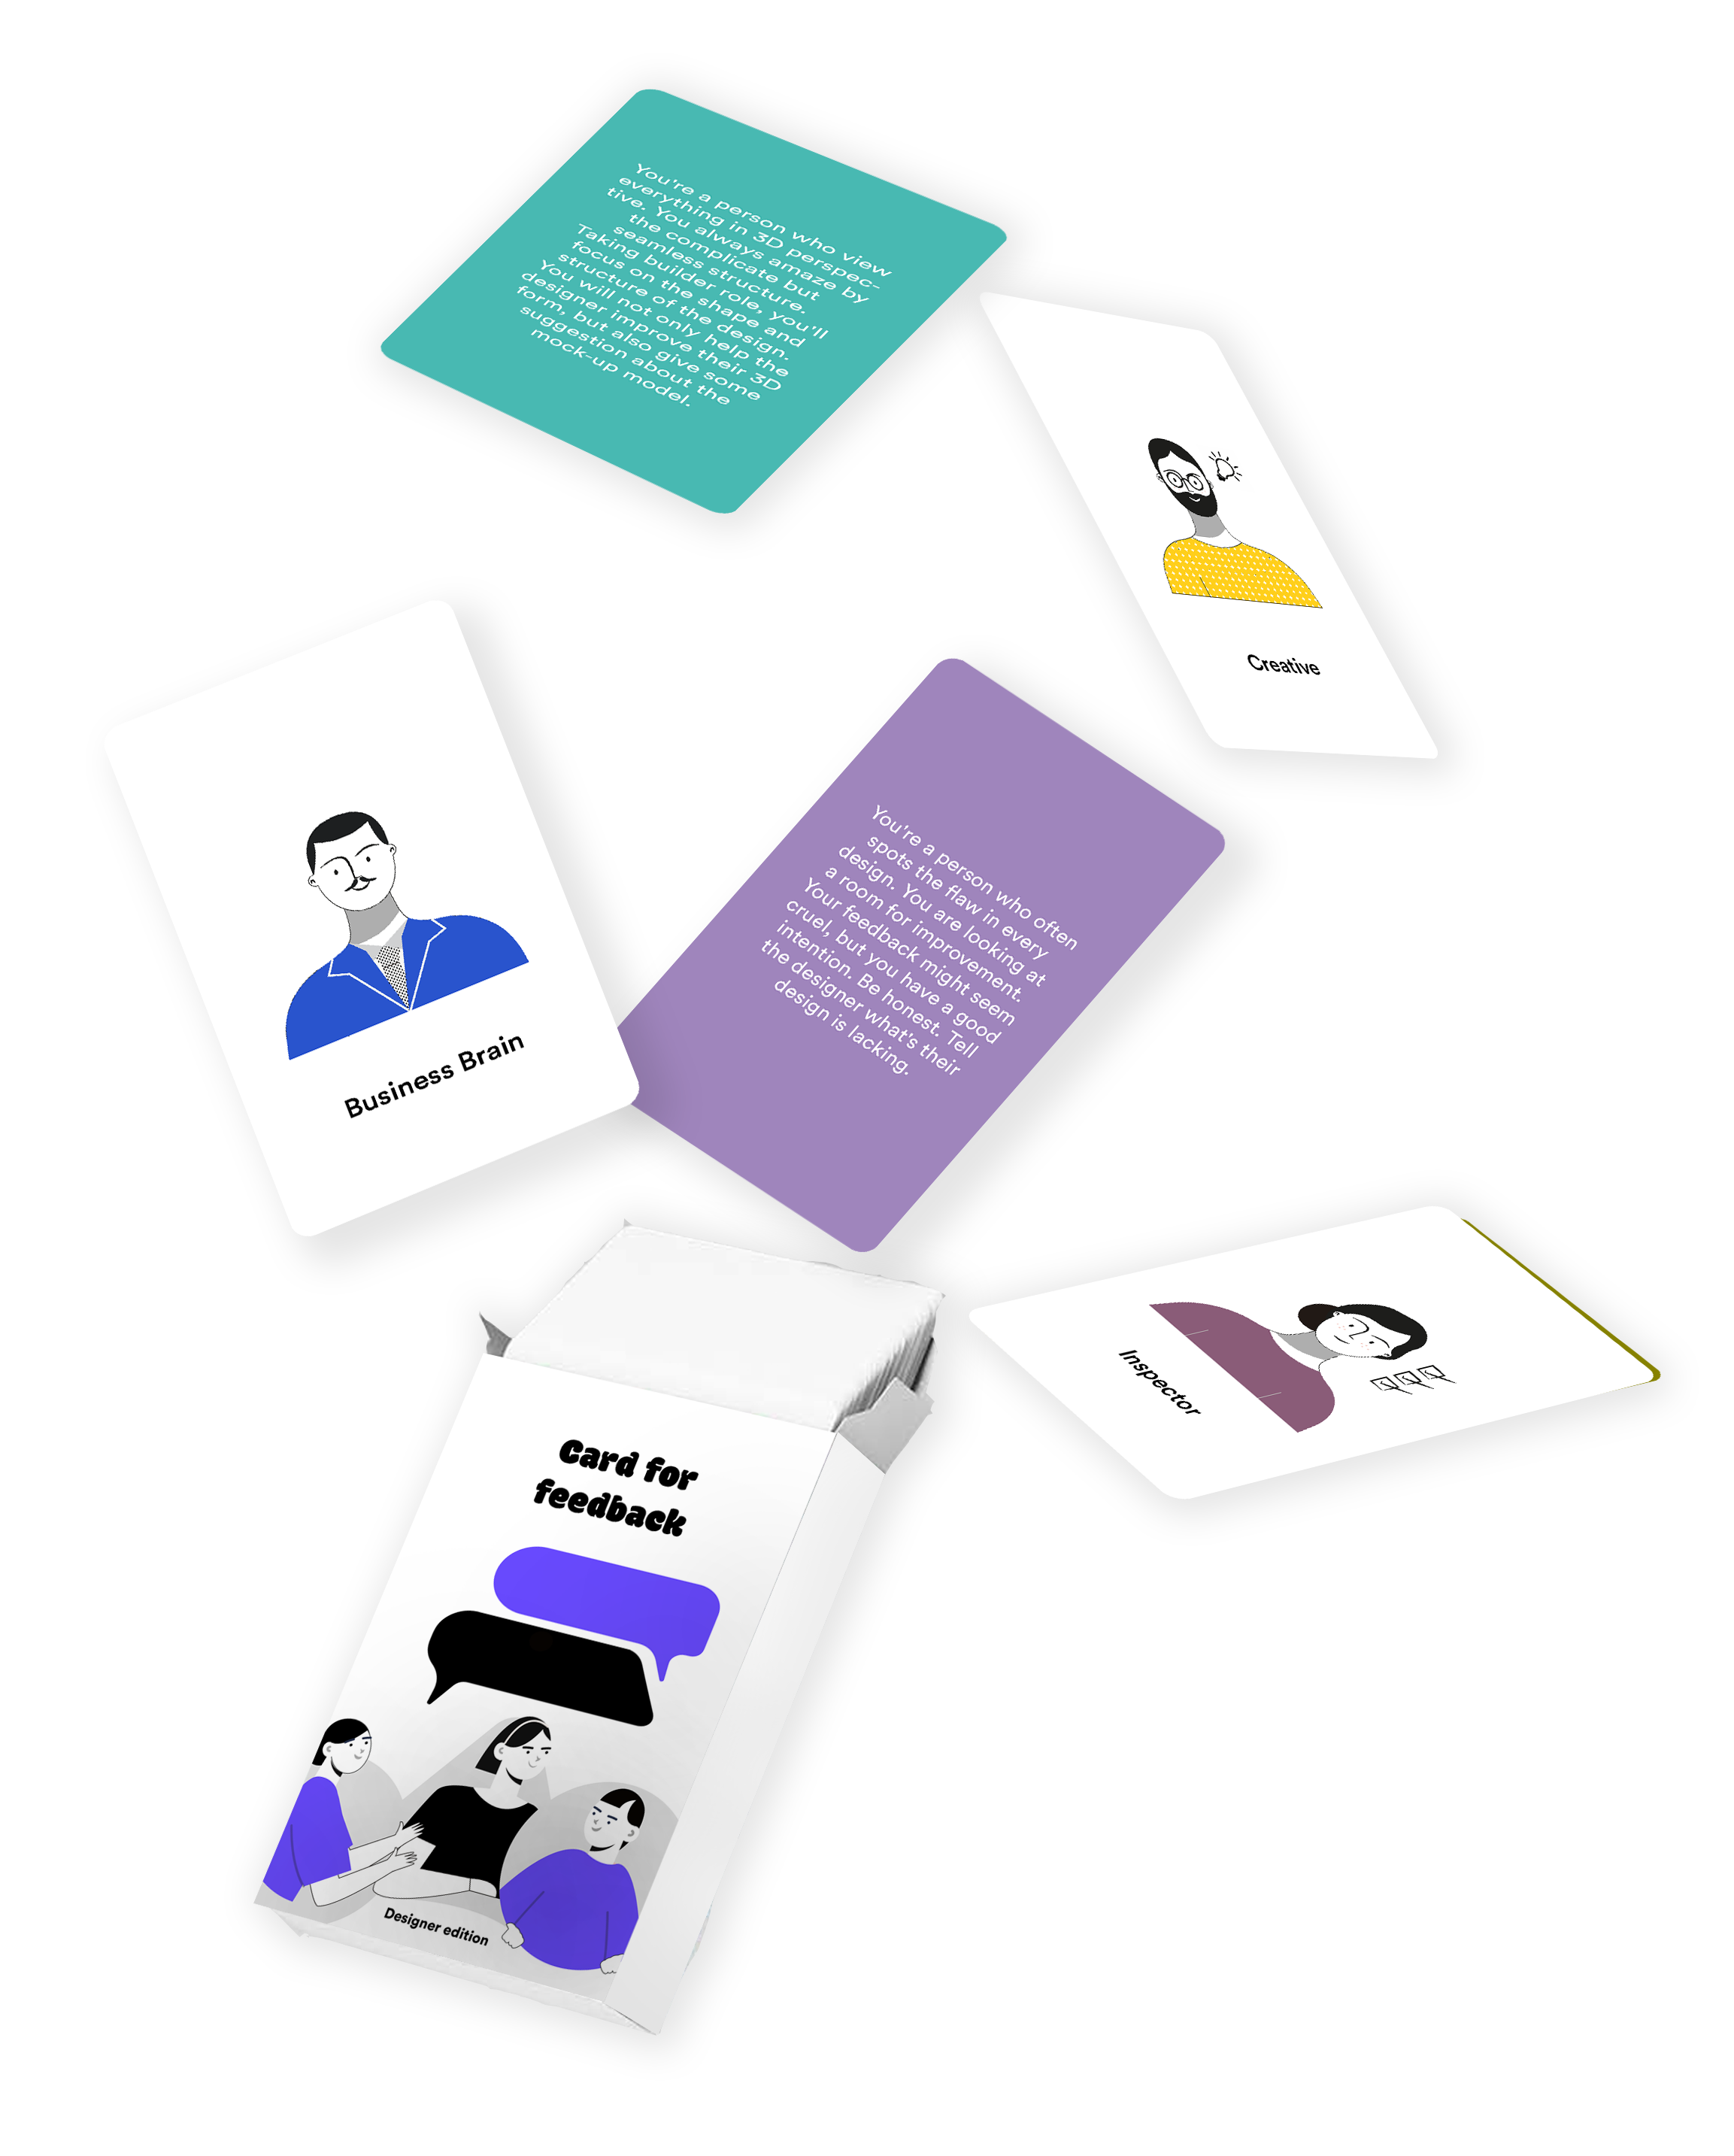 You're a person who view
everything in 3D perspec-
tive. You always amaze by
the complicate but
seamless structure.
Taking builder role, you'll
focus on the shape and
structure of the design.
You will not only help the
designer improve their 3D
form, but also give some
suggestion about the
mock-up model.
Creative
Business Brain
You're a person who often
spots the flaw in every
design. You are looking at
a room for improvement.
Your feedback might seem
cruel, but you have a good
intention. Be honest. Tell
the designer what's their
design is lacking.
Inspector
Card for
feedback
Designer edition